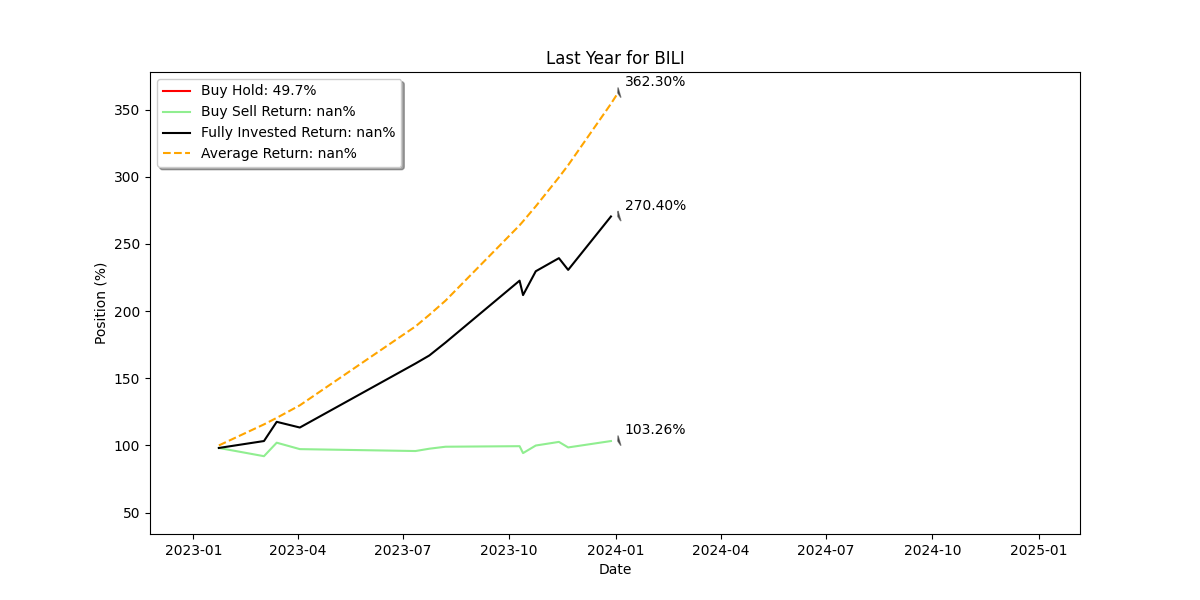 Last Year for BILI
Buy Hold: 49.7%
Buy Sell Return: nan%
Fully Invested Return: nan%
Average Return: nan%
362.30%
270.40%
103.26%
350
300
250
200
150
100
50
Position (%)
2023-01 2023-04 2023-07 2023-10 2024-01 2024-04 2024-07 2024-10 2025-01
Date